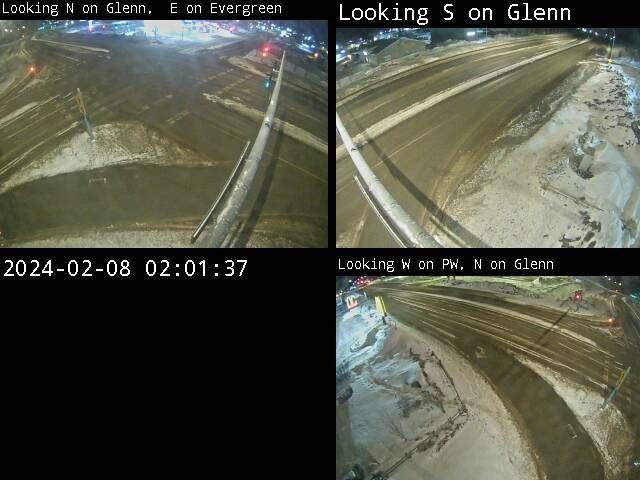 Looking N on Glenn, E on Evergreen
Looking S on Glenn
2024-02-08 02:01:37
Looking W on PW, N on Glenn